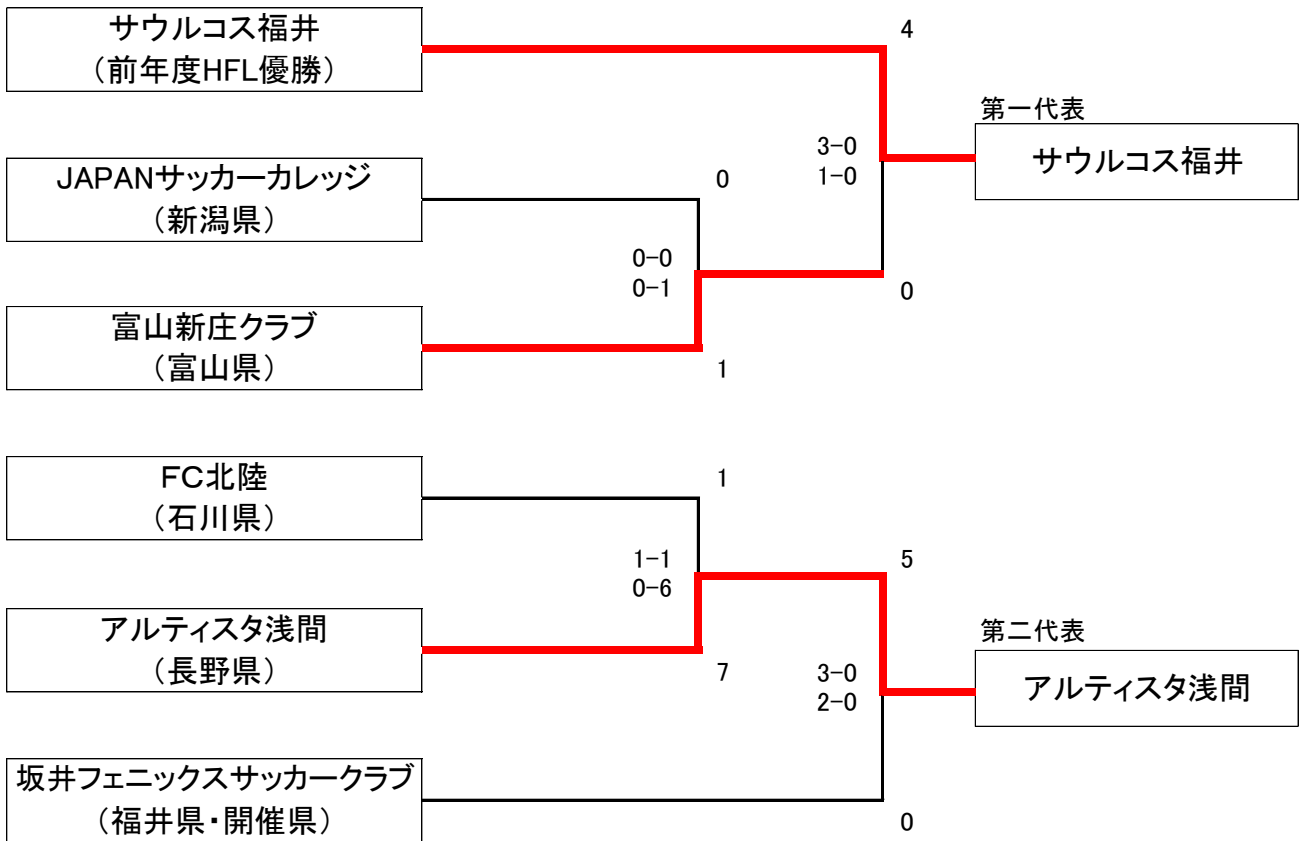 サウルコス福井
（前年度HFL優勝）
4
第一代表
サウルコス福井
3-0
1-0
JAPANサッカーカレッジ
（新潟県）
0
0-0
0-1
0
富山新庄クラブ
（富山県）
1
FC北陸
（石川県）
1
1-1
0-6
5
アルティスタ浅間
（長野県）
7
第二代表
アルティスタ浅間
3-0
2-0
坂井フェニックスサッカークラブ
（福井県・開催県）
0